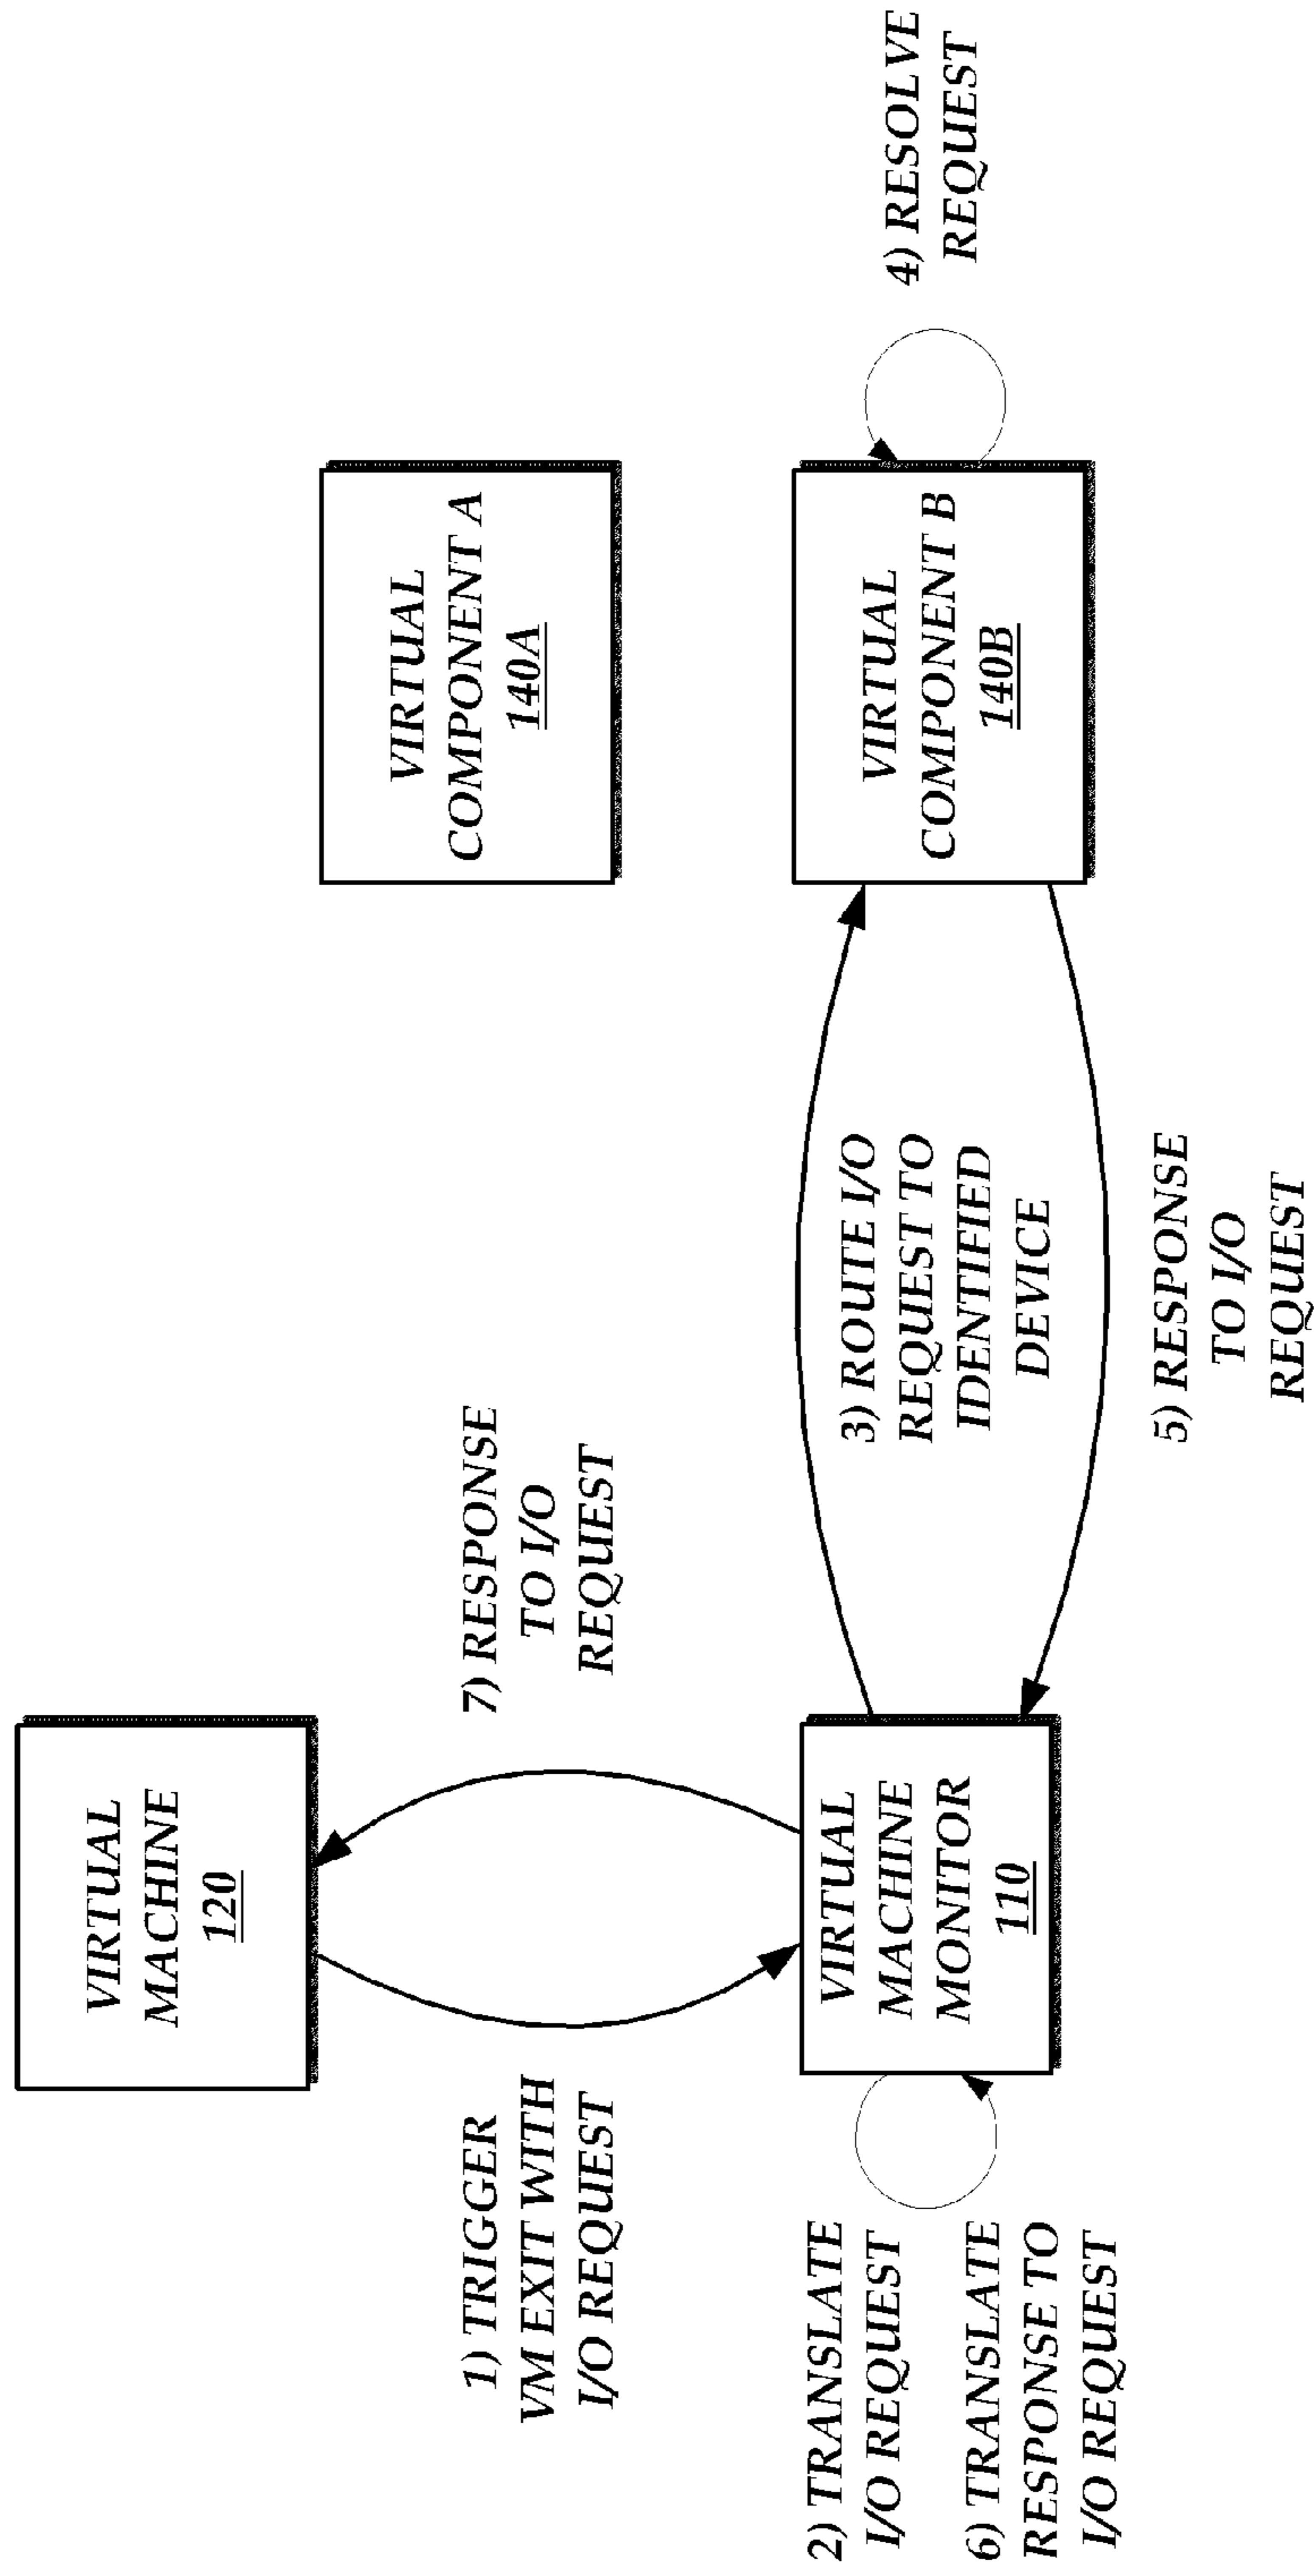 VIRTUAL
MACHINE
120
1) TRIGGER
VM EXIT WITH
I/O REQUEST
7) RESPONSE
TO I/O
REQUEST
VIRTUAL
COMPONENT A
140A
2) TRANSLATE
I/O REQUEST
6) TRANSLATE
RESPONSE TO
I/O REQUEST
VIRTUAL
MACHINE
MONITOR
110
3) ROUTE I/O
REQUEST TO
IDENTIFIED
DEVICE
5) RESPONSE
TO I/O
REQUEST
VIRTUAL
COMPONENT B
140B
4) RESOLVE
REQUEST